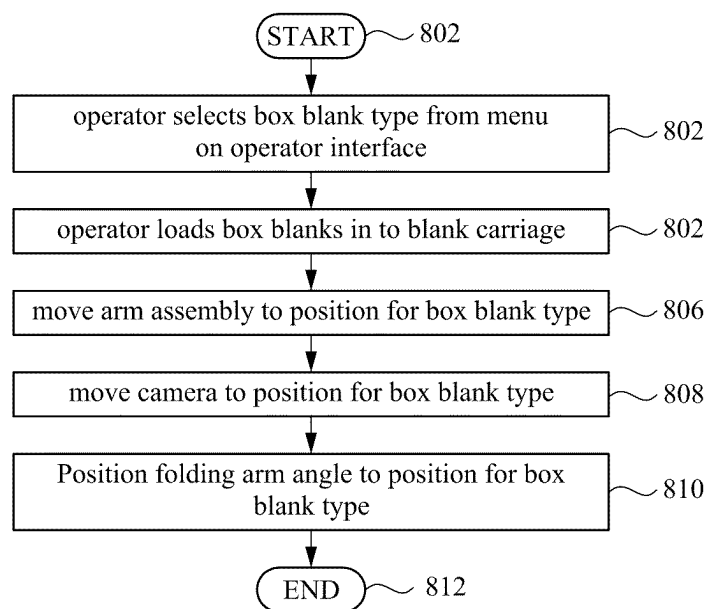 START 802
operator selects box blank type from menu
on operator interface 802
operator loads box blanks in to blank carriage 802
move arm assembly to position for box blank type 806
move camera to position for box blank type 808
Position folding arm angle to position for box
blank type 810
END 812